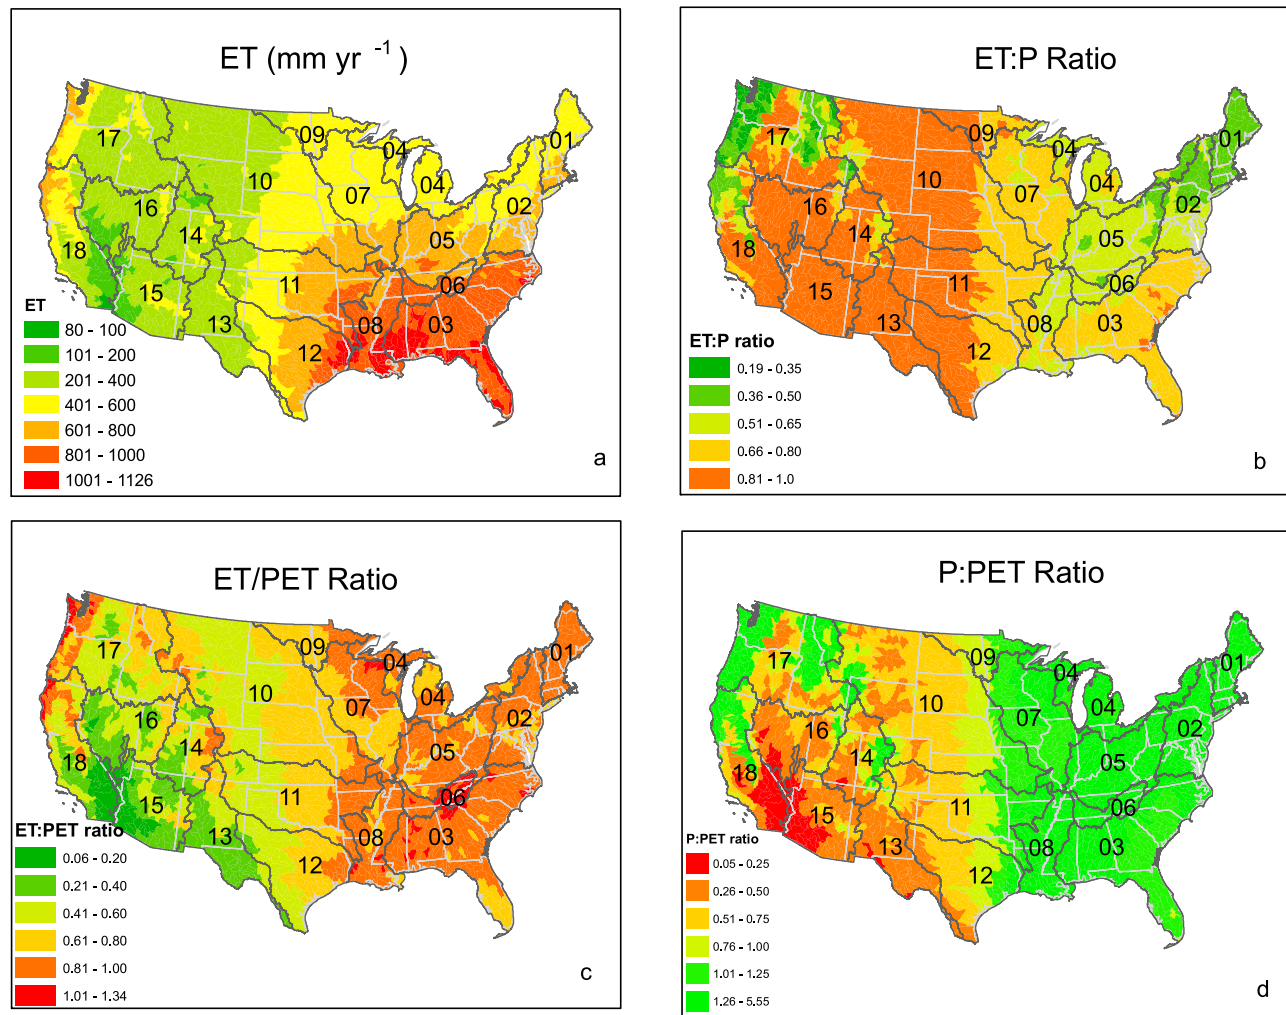 ET (mm yr -1 )
01
02
03
04
04
05
06
07
08
09
10
11
12
13
14
15
16
17
18
ET
80 - 100
101 - 200
201 - 400
401 - 600
601 - 800
801 - 1000
1001 - 1126
a
ET:P Ratio
01
02
03
04
04
05
06
07
08
09
10
11
12
13
14
15
16
17
18
ET:P ratio
0.19 - 0.35
0.36 - 0.50
0.51 - 0.65
0.66 - 0.80
0.81 - 1.0
b
ET/PET Ratio
01
02
03
04
04
05
06
07
08
09
10
11
12
13
14
15
16
17
18
ET:PET ratio
0.06 - 0.20
0.21 - 0.40
0.41 - 0.60
0.61 - 0.80
0.81 - 1.00
1.01 - 1.34
c
P:PET Ratio
01
02
03
04
04
05
06
07
08
09
10
11
12
13
14
15
16
17
18
P:PET ratio
0.05 - 0.25
0.26 - 0.50
0.51 - 0.75
0.76 - 1.00
1.01 - 1.25
1.26 - 5.55
d